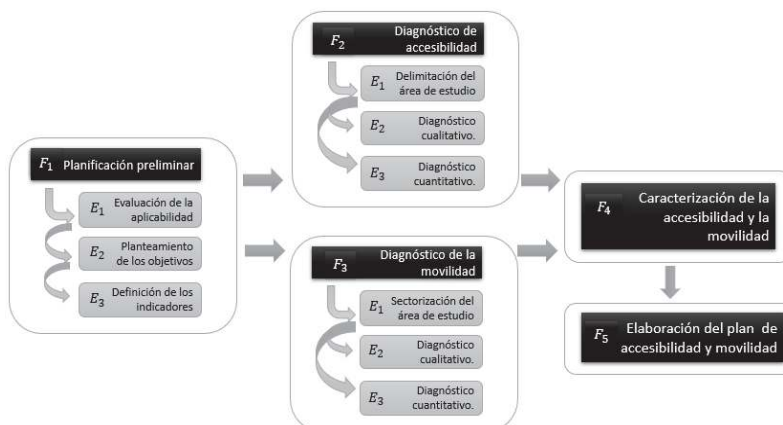 F₁ Planificación preliminar
E₁ Evaluación de la
aplicabilidad
E₂ Planteamiento
de los objetivos
E₃ Definición de los
indicadores
F₂ Diagnóstico de
accesibilidad
E₁ Delimitación del
área de estudio
E₂ Diagnóstico
cualitativo.
E₃ Diagnóstico
cuantitativo.
F₃ Diagnóstico de la
movilidad
E₁ Sectorización del
área de estudio
E₂ Diagnóstico
cualitativo.
E₃ Diagnóstico
cuantitativo.
F₄ Caracterización de la
accesibilidad y la
movilidad
F₅ Elaboración del plan de
accesibilidad y movilidad